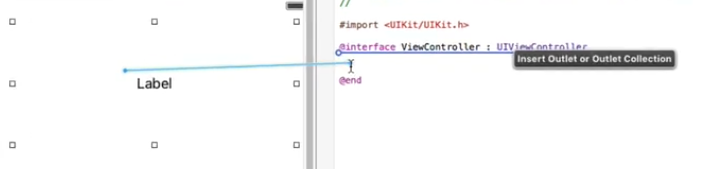 //
#import <UIKit/UIKit.h>
@interface ViewController : UIViewController
Insert Outlet or Outlet Collection
Label
@end